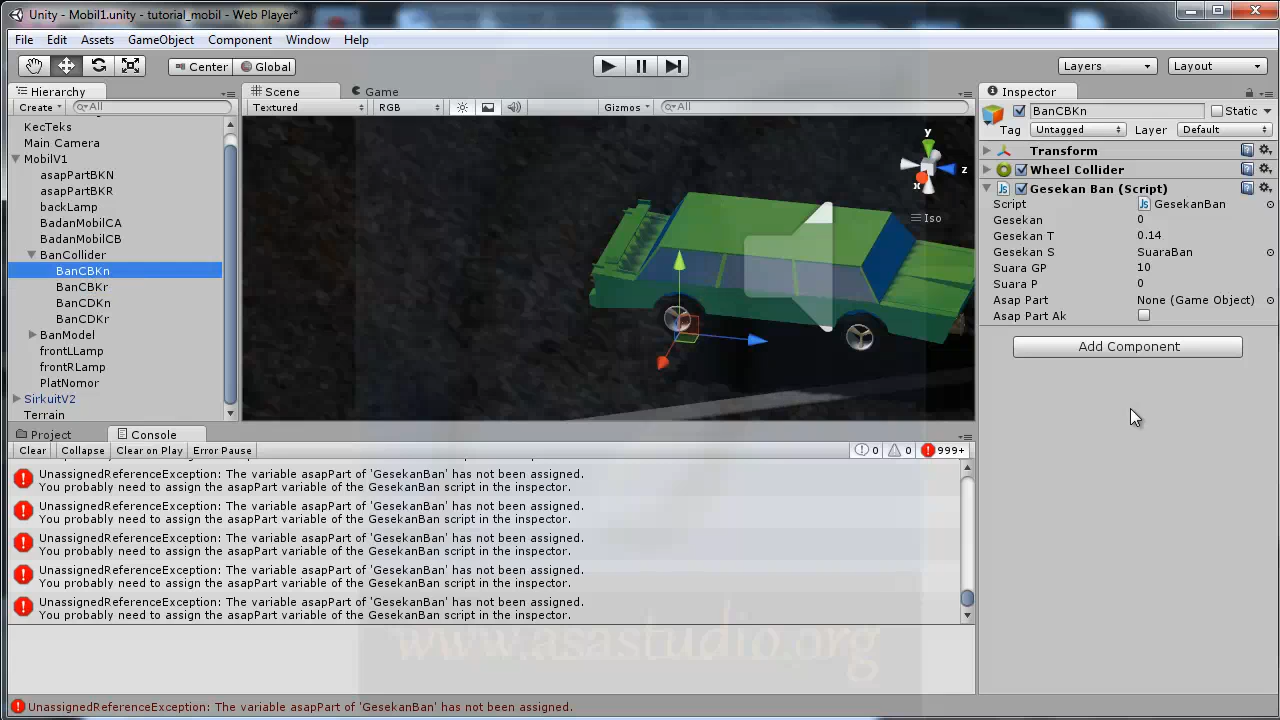 Unity - Mobil1.unity - tutorial_mobil - Web Player*
File Edit Assets GameObject Component Window Help
Center Global Layers Layout
Hierarchy
Create All
KecTeks
Main Camera
MobilV1
asapPartBKN
asapPartBKR
backLamp
BadanMobilCA
BadanMobilCB
BanCollider
BanCBKn
BanCBKr
BanCDKn
BanCDKr
BanModel
frontLLamp
frontRLamp
PlatNomor
SirkuitV2
Terrain
Scene Game
Textured RGB Gizmos All
y
z
x
Iso
Inspector
BanCBKn Static
Tag Untagged Layer Default
Transform
Wheel Collider
Gesekan Ban (Script)
Script GesekanBan
Gesekan 0
Gesekan T 0.14
Gesekan S SuaraBan
Suara GP 10
Suara P 0
Asap Part None (Game Object)
Asap Part Ak
Add Component
Project Console
Clear Collapse Clear on Play Error Pause 0 0 999+
UnassignedReferenceException: The variable asapPart of 'GesekanBan' has not been assigned.
You probably need to assign the asapPart variable of the GesekanBan script in the inspector.
UnassignedReferenceException: The variable asapPart of 'GesekanBan' has not been assigned.
You probably need to assign the asapPart variable of the GesekanBan script in the inspector.
UnassignedReferenceException: The variable asapPart of 'GesekanBan' has not been assigned.
You probably need to assign the asapPart variable of the GesekanBan script in the inspector.
UnassignedReferenceException: The variable asapPart of 'GesekanBan' has not been assigned.
You probably need to assign the asapPart variable of the GesekanBan script in the inspector.
UnassignedReferenceException: The variable asapPart of 'GesekanBan' has not been assigned.
You probably need to assign the asapPart variable of the GesekanBan script in the inspector.
www.asastudio.org
UnassignedReferenceException: The variable asapPart of 'GesekanBan' has not been assigned.